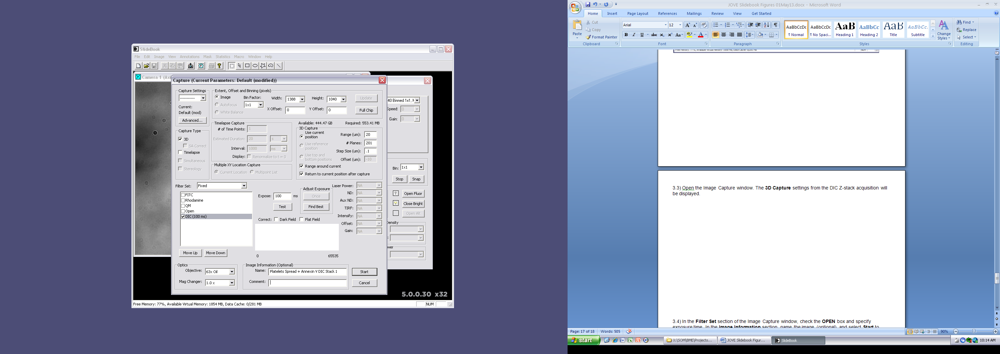 SlideBook
File Edit Image View Annotations Mask Statistics Macro Window Help
Camera 1
Capture (Current Parameters: Default (modified))
Capture Settings
-----------
Current:
Default (mod)
Advanced...
Extent, Offset and Binning (pixels)
Image
Autofocus
White Balance
Bin Factor:
1x1
Width: 1388 Height: 1040 Update
X Offset: 0 Y Offset: 0 Full Chip
Capture Type
3D
SA Correct
Timelapse
Simultaneous
Stereology
Timelapse Capture
# of Time Points: 1
Estimated Duration: 20 s
Interval: 1000 ms
Display: Renormalize to t = 0
Multiple XY Location Capture
Current Location Multipoint List
Available: 444.47 GB Required: 553.41 MB
3D Capture
Use current
position
Use reference
position
Use top and
bottom positions
Range (um): 20
# Planes: 201
Step Size (um): .1
Offset (um): -10
Range around current
Return to current position after capture
Filter Set: Fixed
FITC
Rhodamine
QM
Open
DIC (100 ms)
Move Up Move Down
Expose: 100 ms
Test
Adjust Exposure
Once
Find Best
Correct: Dark Field Flat Field
0 65535
Laser Power: NA
ND: NA
Aux ND: NA
TIRF: NA
Intensify: NA
Offset: NA
Gain: NA
Optics
Objective: 63x Oil
Mag Changer: 1.0 x
Image Information (Optional)
Name: Platelets Spread + Annexin V DIC Stack 1
Comment:
Start
Cancel
40 Binned 1x1,
Speed: 0
Gain: 0
Bin: 1x1
Stop Snap
Open Fluor
Close Bright
Open Alt
Density
5.0.0.30 x32
Free Memory: 77%, Available Virtual Memory: 1854 MB, Data Cache: 0/281 MB NUM
JOVE Slidebook Figures 01May13.docx - Microsoft Word
Home Insert Page Layout References Mailings Review View Get Started
Paste
Cut
Copy
Format Painter
Clipboard
Arial 12
Font
Paragraph
AaBbCcDc AaBbCcDc AaB AaBbCc AaB AaBbCc.
¶ Normal ¶ No Spaci... Heading 1 Heading 2 Title Subtitle
Change
Styles
Styles
Find
Replace
Select
Editing
Free Memory: 77%, Available Virtual Memory: 1858 MB, Data Cache: 0/281 MB NUM
3.3) Open the Image Capture window. The 3D Capture settings from the DIC Z-stack acquisition will
be displayed.
3.4) In the Filter Set section of the Image Capture window, check the OPEN box and specify
exposure time. In the Image Information section, name the image (optional), and select Start to
Page: 17 of 18 Words: 505 90%
start X:\SOM\BME\Projects... JOVE Slidebook Figur... SlideBook 10:14 AM